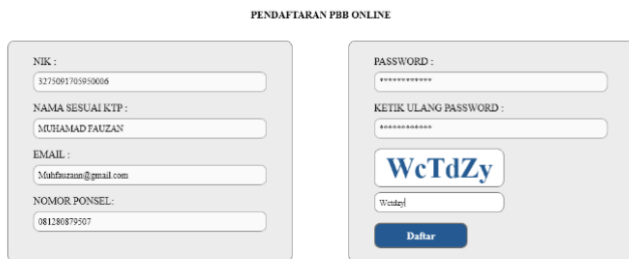 PENDAFTARAN PBB ONLINE
NIK :
3275091705950006
NAMA SESUAI KTP :
MUHAMAD FAUZAN
EMAIL :
Muhfauzann@gmail.com
NOMOR PONSEL:
081280879507
PASSWORD :
************
KETIK ULANG PASSWORD :
************
WcTdZy
Wctdzy
Daftar